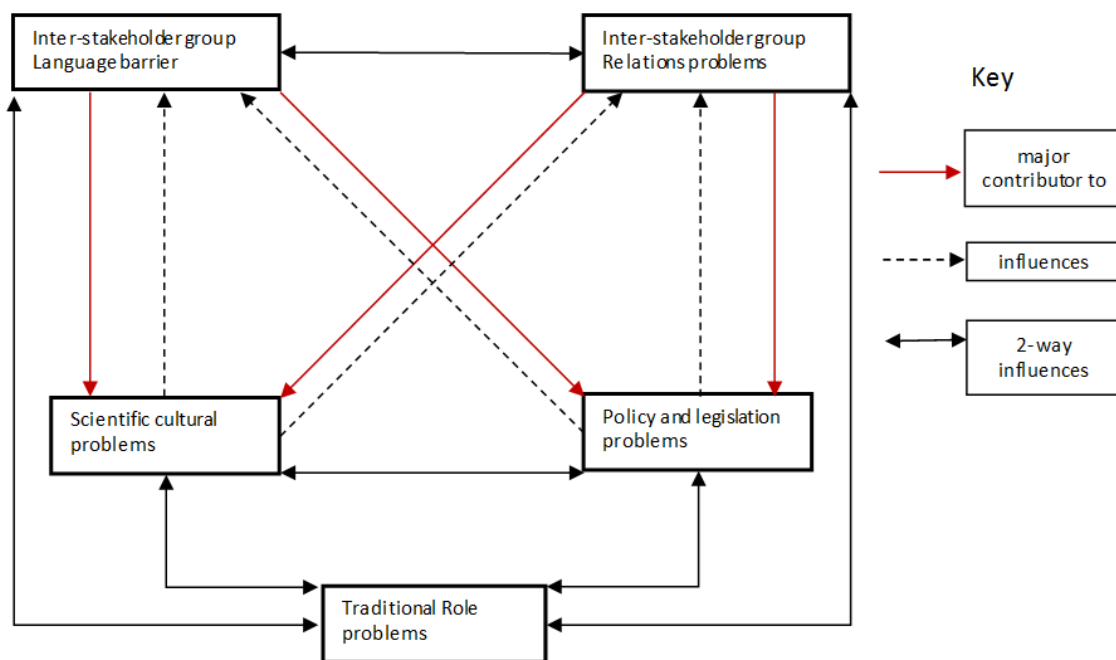 Inter-stakeholder group
Language barrier
Inter-stakeholder group
Relations problems
Key
major
contributor to
influences
2-way
influences
Scientific cultural
problems
Policy and legislation
problems
Traditional Role
problems